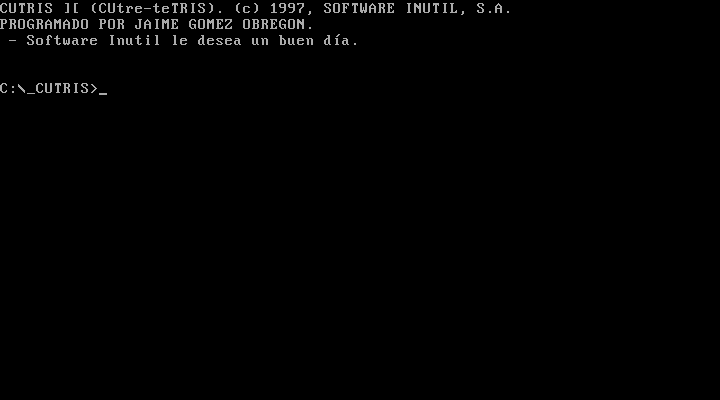 CUTRIS ][ (CUtre-teTRIS). (c) 1997, SOFTWARE INUTIL, S.A.
PROGRAMADO POR JAIME GOMEZ OBREGON.
- Software Inutil le desea un buen día.
C:\_CUTRIS>_